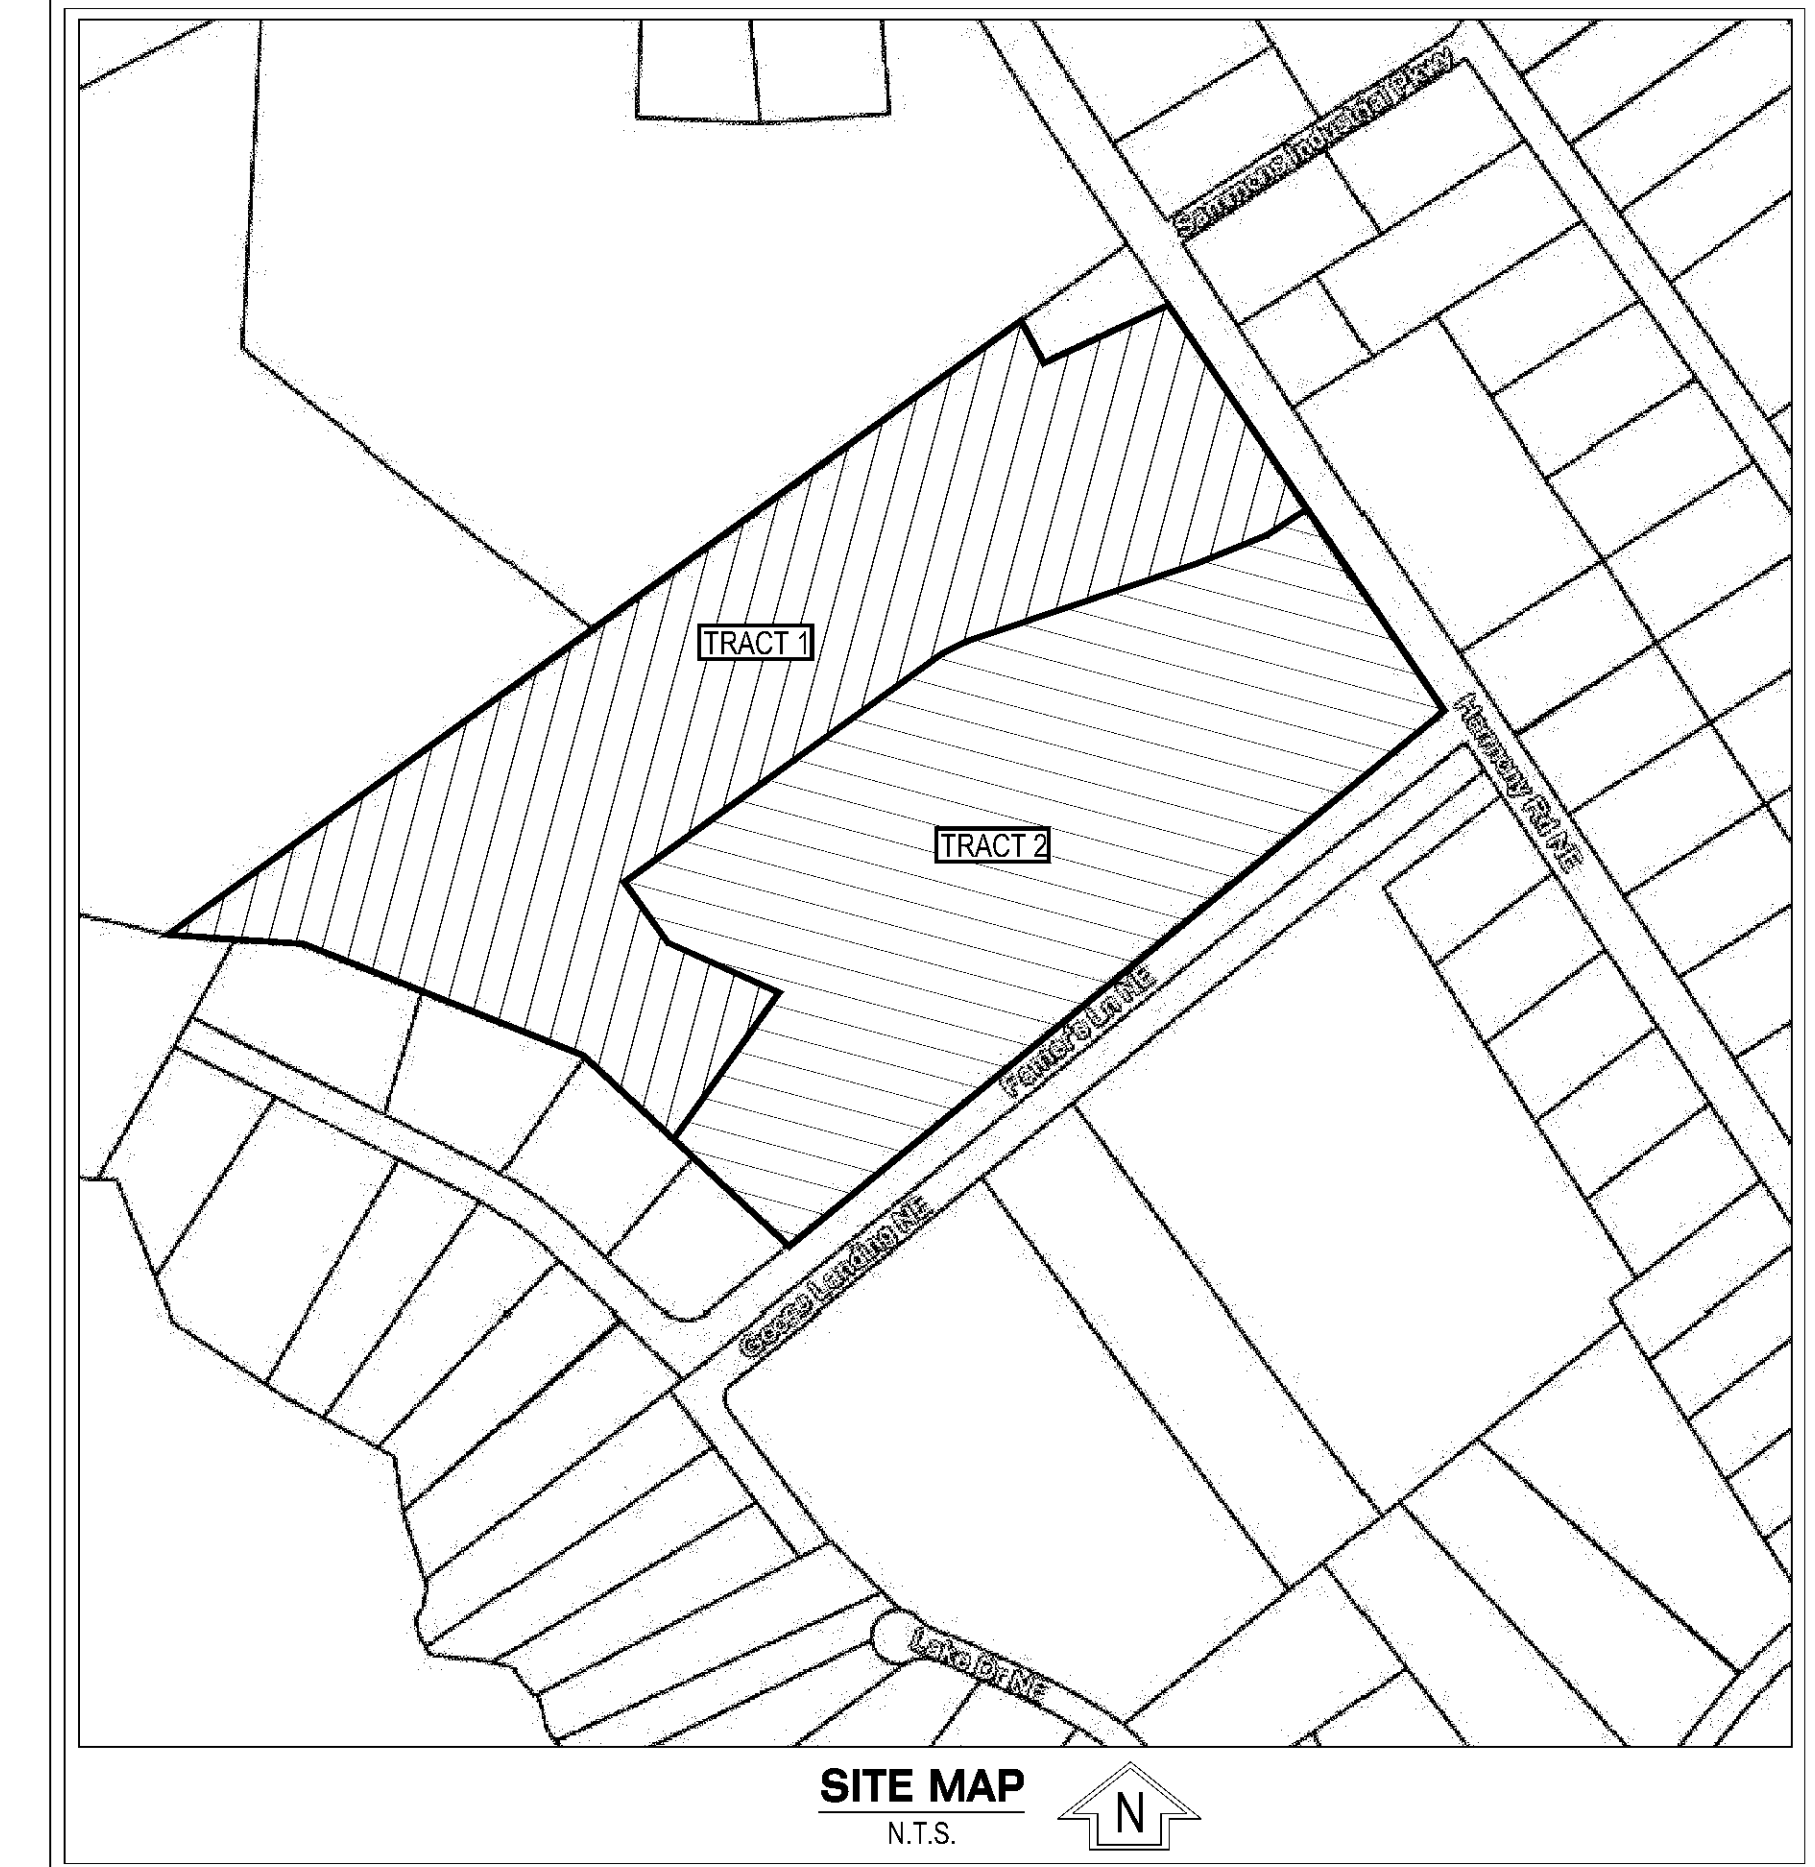 Sammons Industrial Pkwy
TRACT 1
Harmony Rd NE
TRACT 2
Farmers Ln NE
Goose Landing NE
Lake Dr NE
SITE MAP
N.T.S.
N